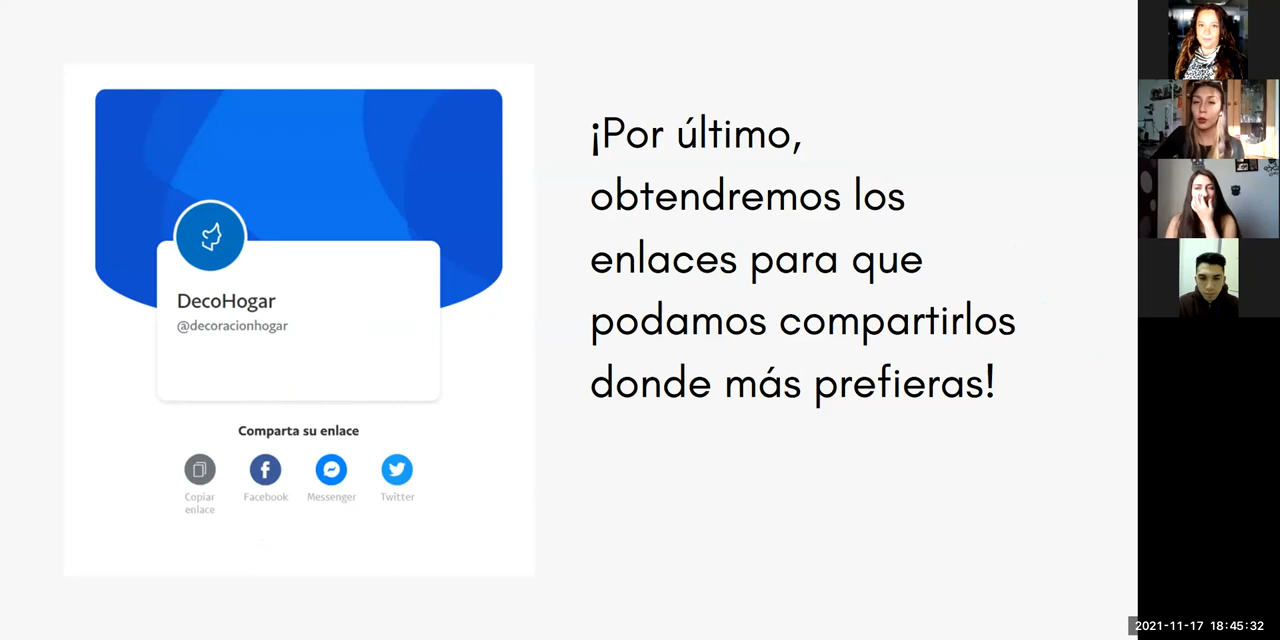 ¡Por último,
obtendremos los
enlaces para que
podamos compartirlos
donde más prefieras!
DecoHogar
@decoracionhogar
Comparta su enlace
Copiar
enlace
Facebook
Messenger
Twitter
2021-11-17 18:45:32